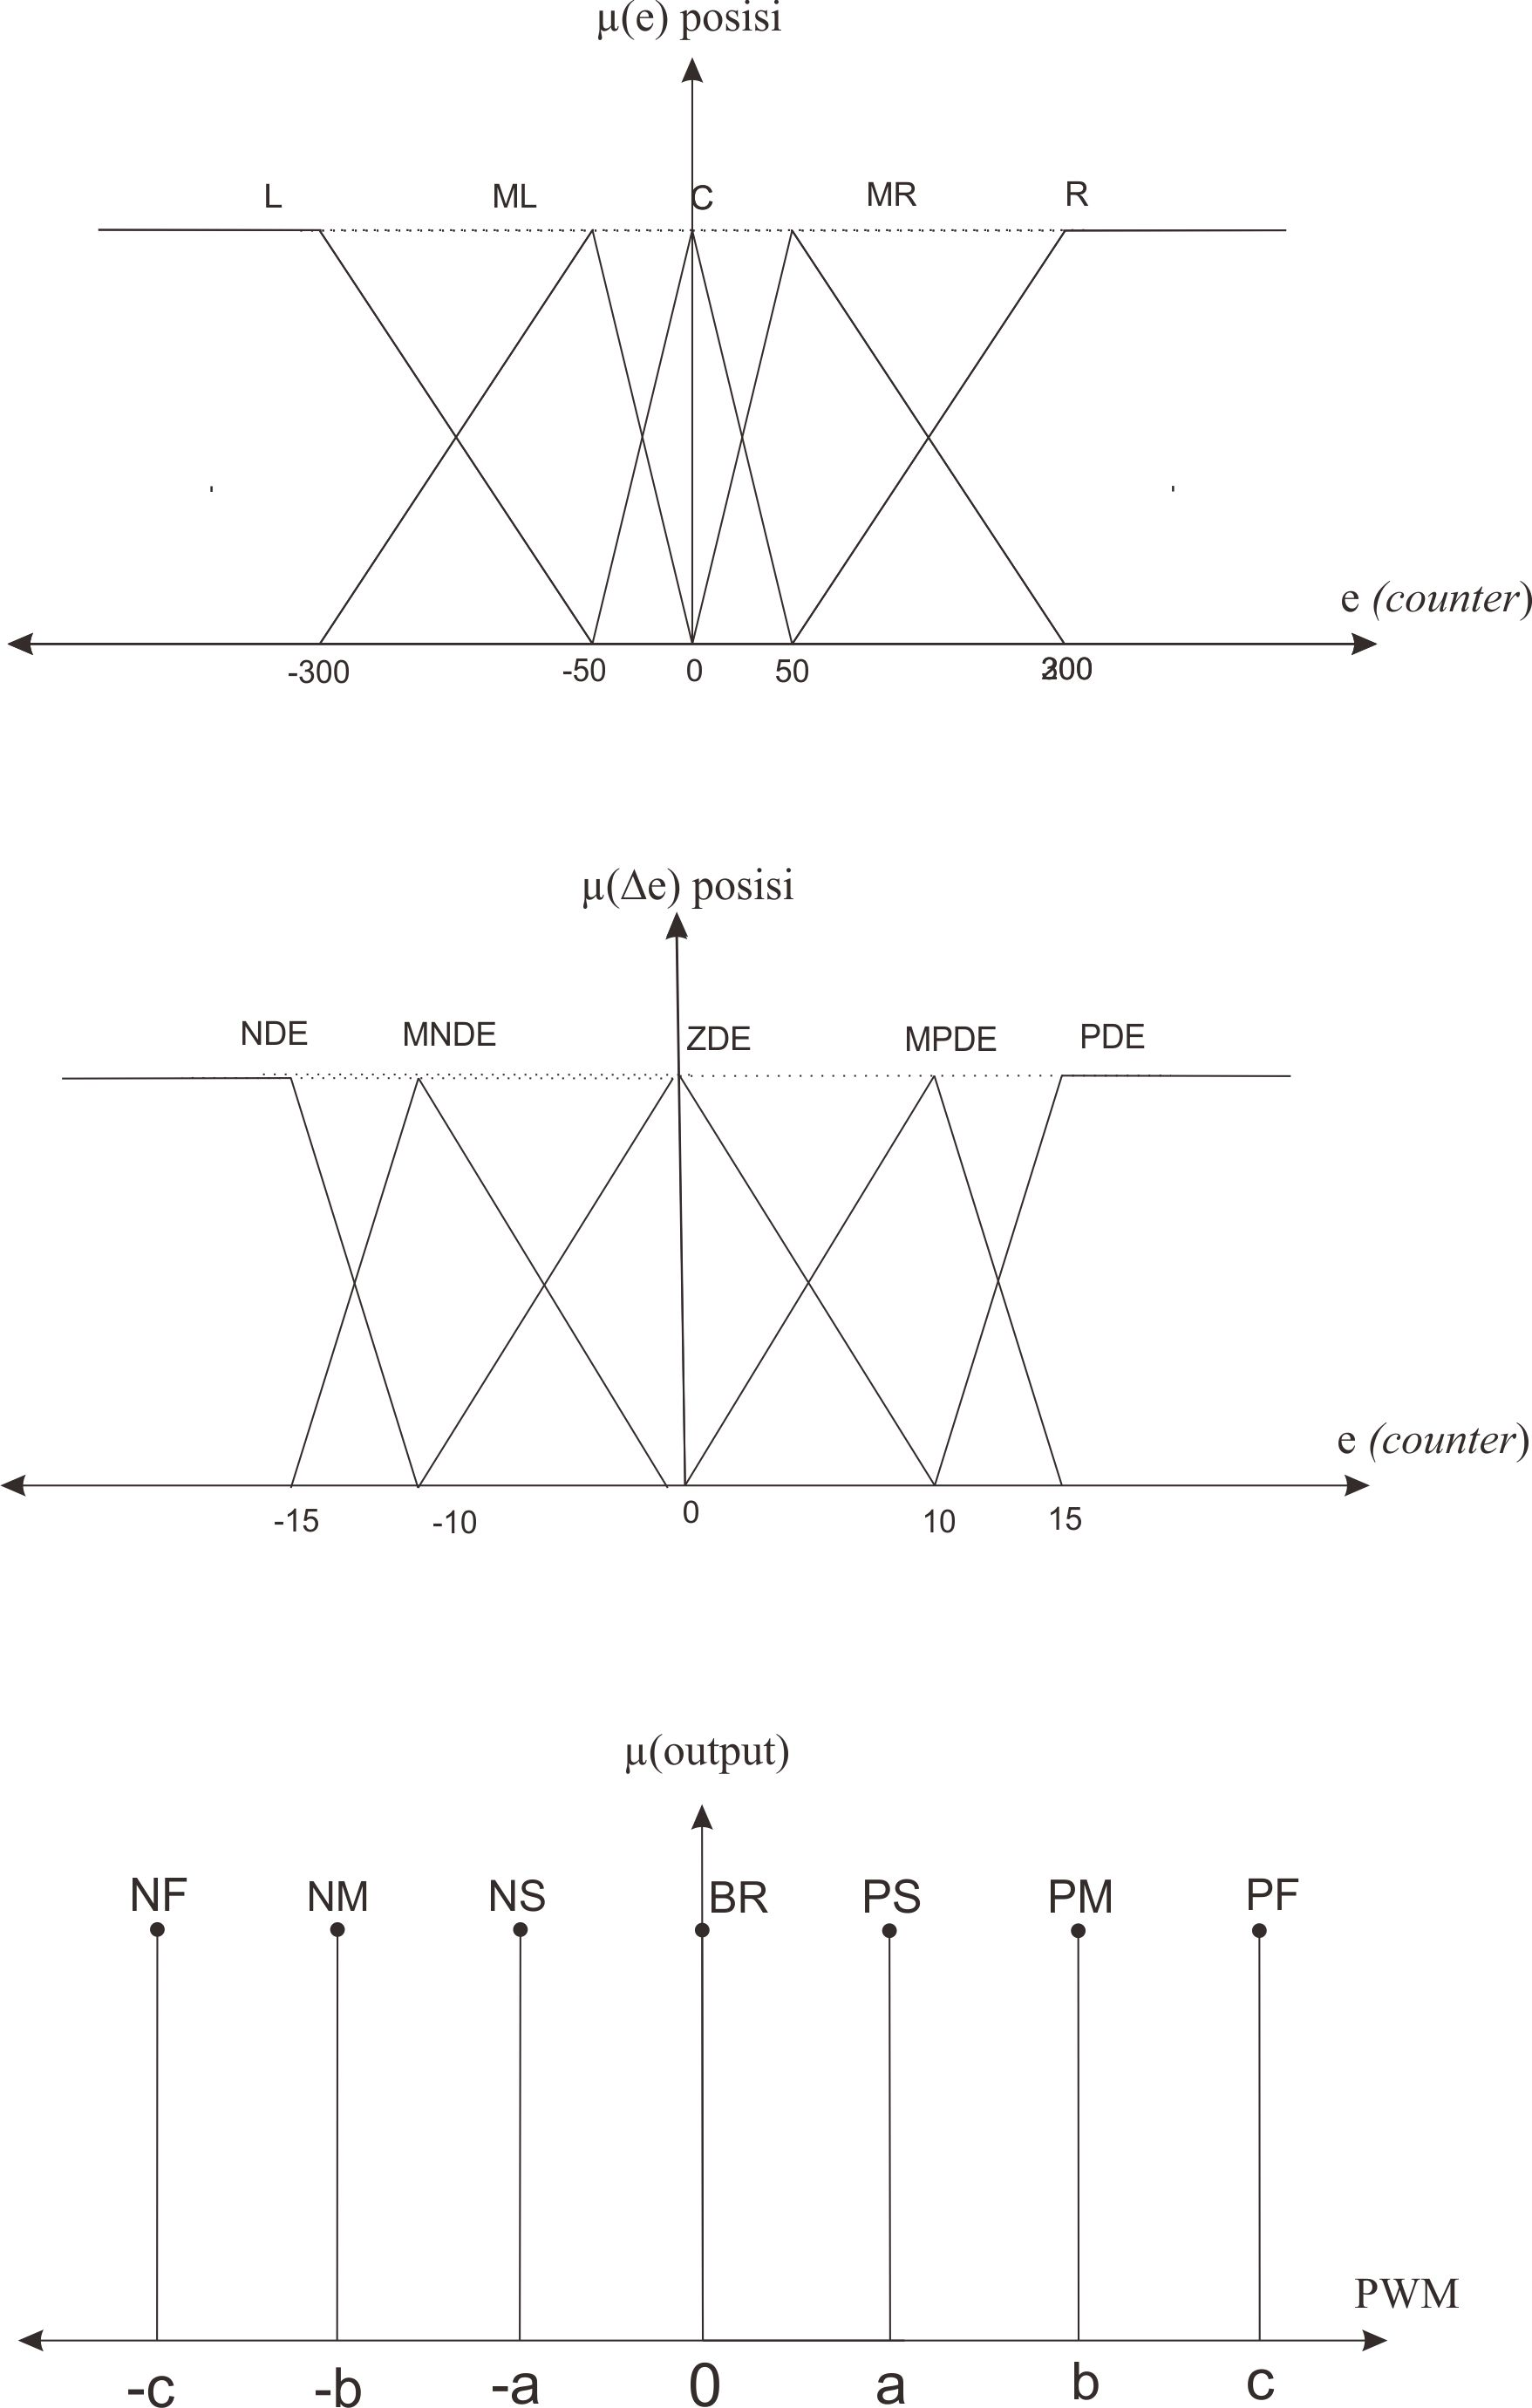 μ(e) posisi
L ML C MR R
e (counter)
-300 -50 0 50
μ(Δe) posisi
NDE MNDE ZDE MPDE PDE
e (counter)
-15 -10 0 10 15
μ(output)
NF NM NS BR PS PM PF
PWM
-c -b -a 0 a b c